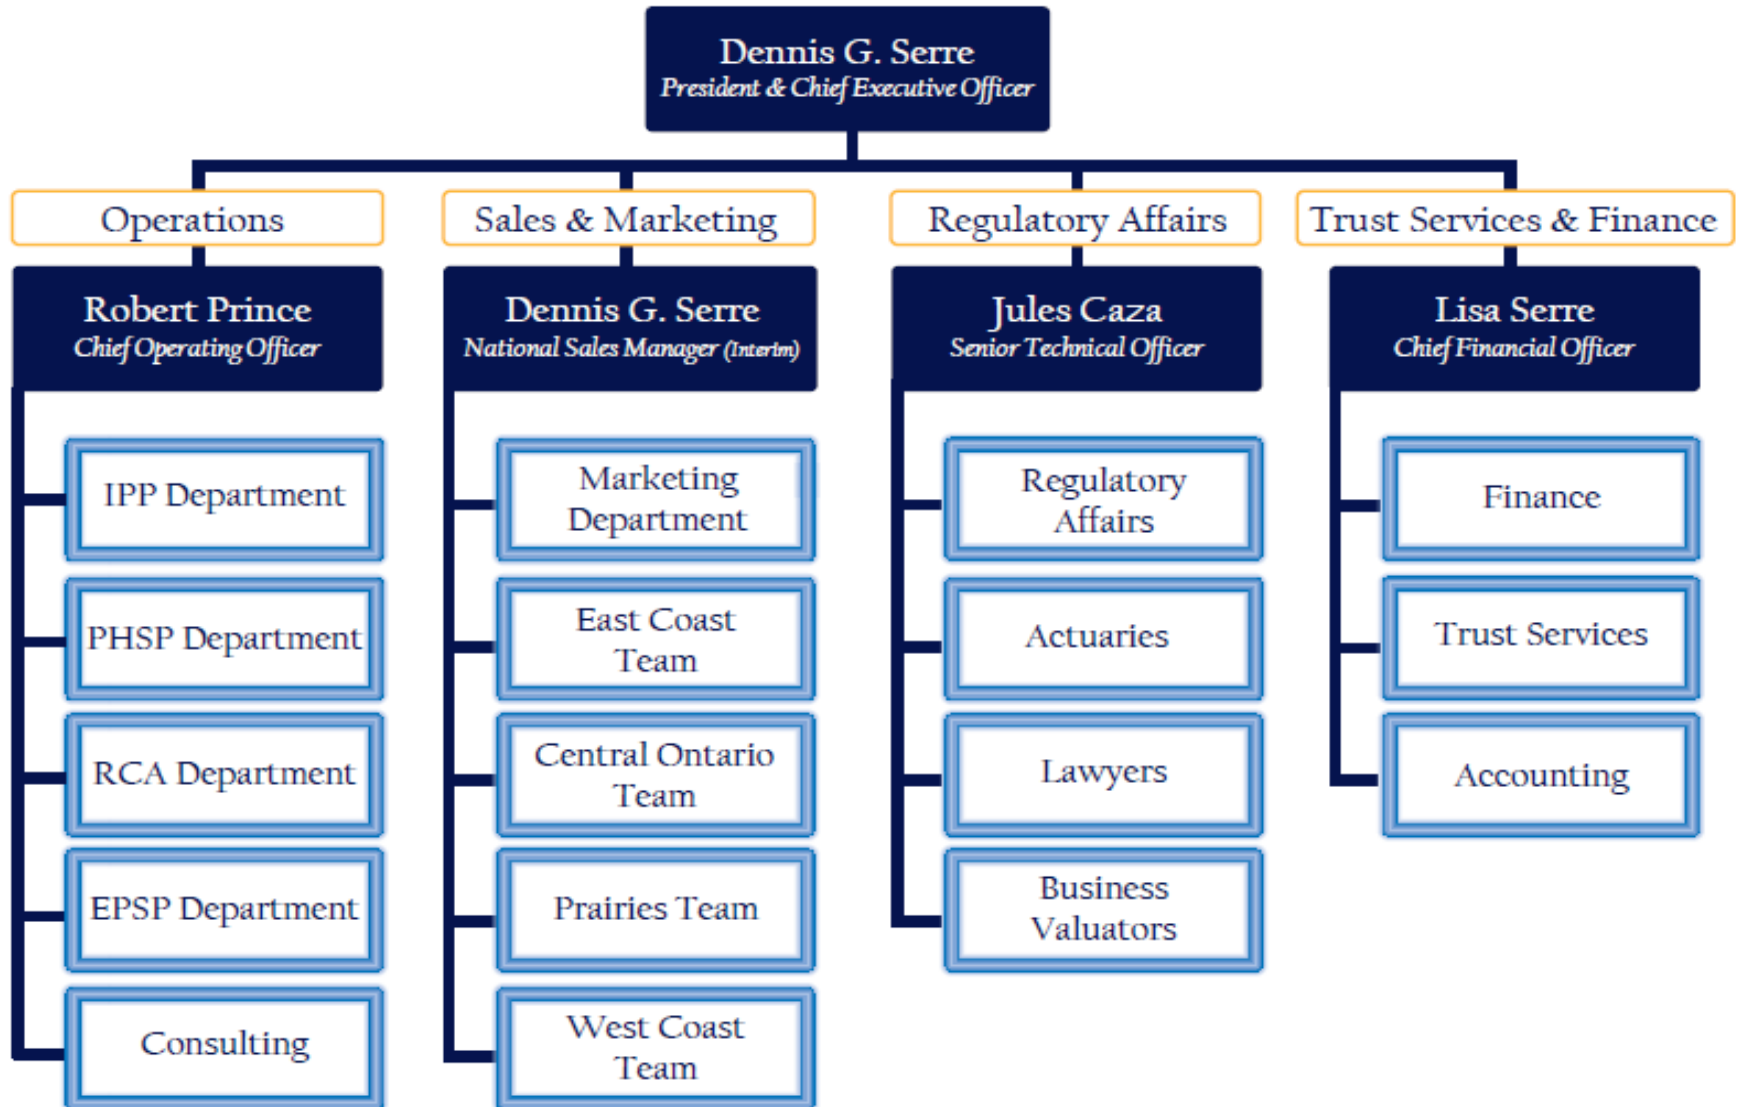 Dennis G. Serre
President & Chief Executive Officer
Operations
Robert Prince
Chief Operating Officer
IPP Department
PHSP Department
RCA Department
EPSP Department
Consulting
Sales & Marketing
Dennis G. Serre
National Sales Manager (Interim)
Marketing
Department
East Coast
Team
Central Ontario
Team
Prairies Team
West Coast
Team
Regulatory Affairs
Jules Caza
Senior Technical Officer
Regulatory
Affairs
Actuaries
Lawyers
Business
Valuators
Trust Services & Finance
Lisa Serre
Chief Financial Officer
Finance
Trust Services
Accounting